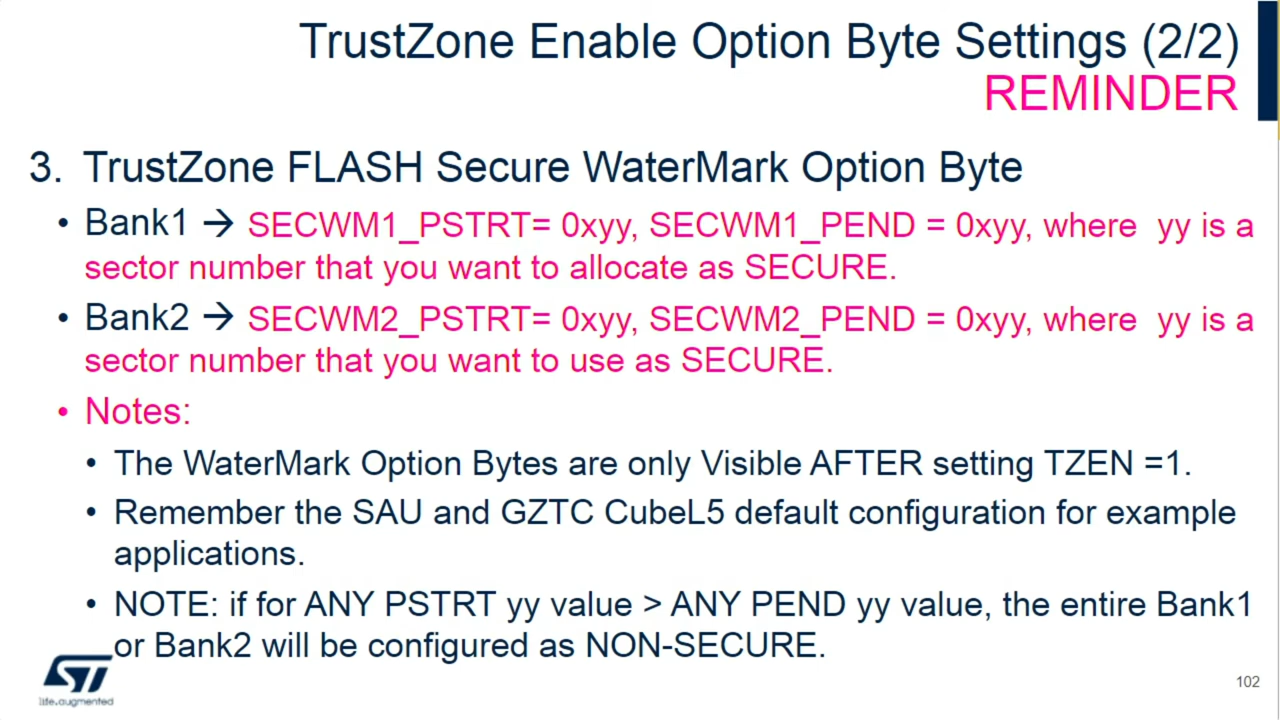 TrustZone Enable Option Byte Settings (2/2)
REMINDER
3. TrustZone FLASH Secure WaterMark Option Byte
• Bank1 → SECWM1_PSTRT= 0xyy, SECWM1_PEND = 0xyy, where yy is a
sector number that you want to allocate as SECURE.
• Bank2 → SECWM2_PSTRT= 0xyy, SECWM2_PEND = 0xyy, where yy is a
sector number that you want to use as SECURE.
• Notes:
• The WaterMark Option Bytes are only Visible AFTER setting TZEN =1.
• Remember the SAU and GZTC CubeL5 default configuration for example
applications.
• NOTE: if for ANY PSTRT yy value > ANY PEND yy value, the entire Bank1
or Bank2 will be configured as NON-SECURE.
ST
life.augmented
102